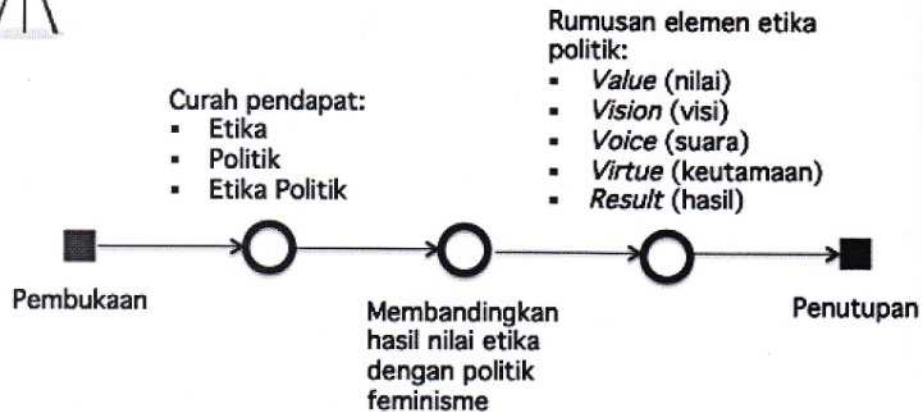 Rumusan elemen etika
politik:
▪ Value (nilai)
▪ Vision (visi)
▪ Voice (suara)
▪ Virtue (keutamaan)
▪ Result (hasil)
Curah pendapat:
▪ Etika
▪ Politik
▪ Etika Politik
Pembukaan
Membandingkan
hasil nilai etika
dengan politik
feminisme
Penutupan